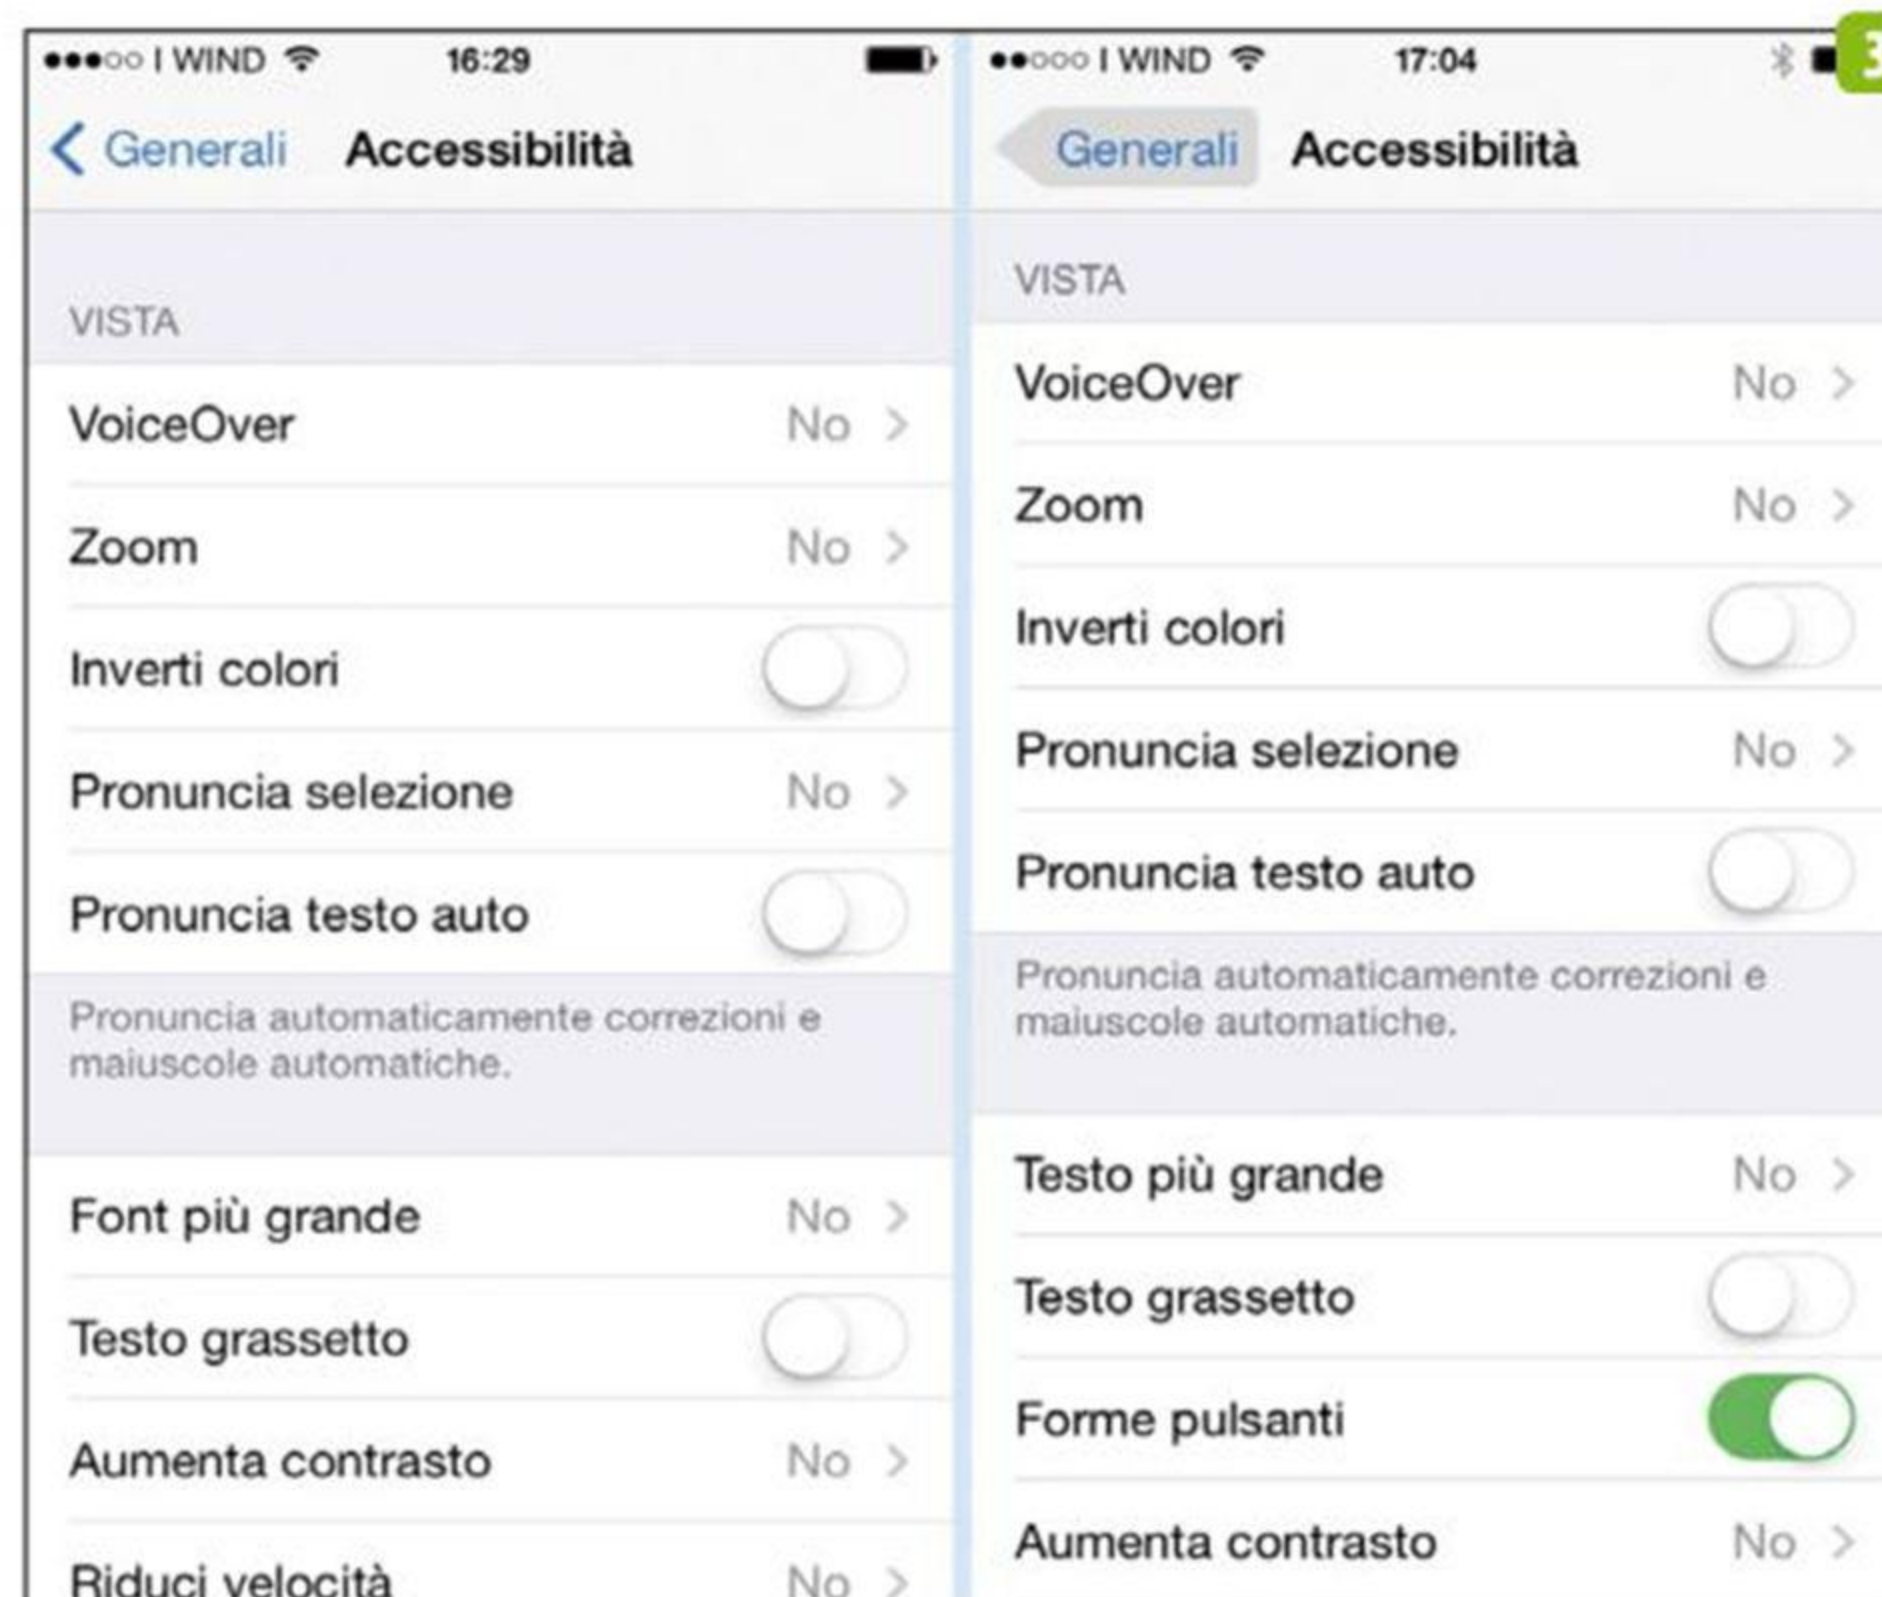 I WIND 16:29
Generali Accessibilità
VISTA
VoiceOver No
Zoom No
Inverti colori
Pronuncia selezione No
Pronuncia testo auto
Pronuncia automaticamente correzioni e
maiuscole automatiche.
Font più grande No
Testo grassetto
Aumenta contrasto No
Riduci velocità No
I WIND 17:04
3
Generali Accessibilità
VISTA
VoiceOver No
Zoom No
Inverti colori
Pronuncia selezione No
Pronuncia testo auto
Pronuncia automaticamente correzioni e
maiuscole automatiche.
Testo più grande No
Testo grassetto
Forme pulsanti
Aumenta contrasto No